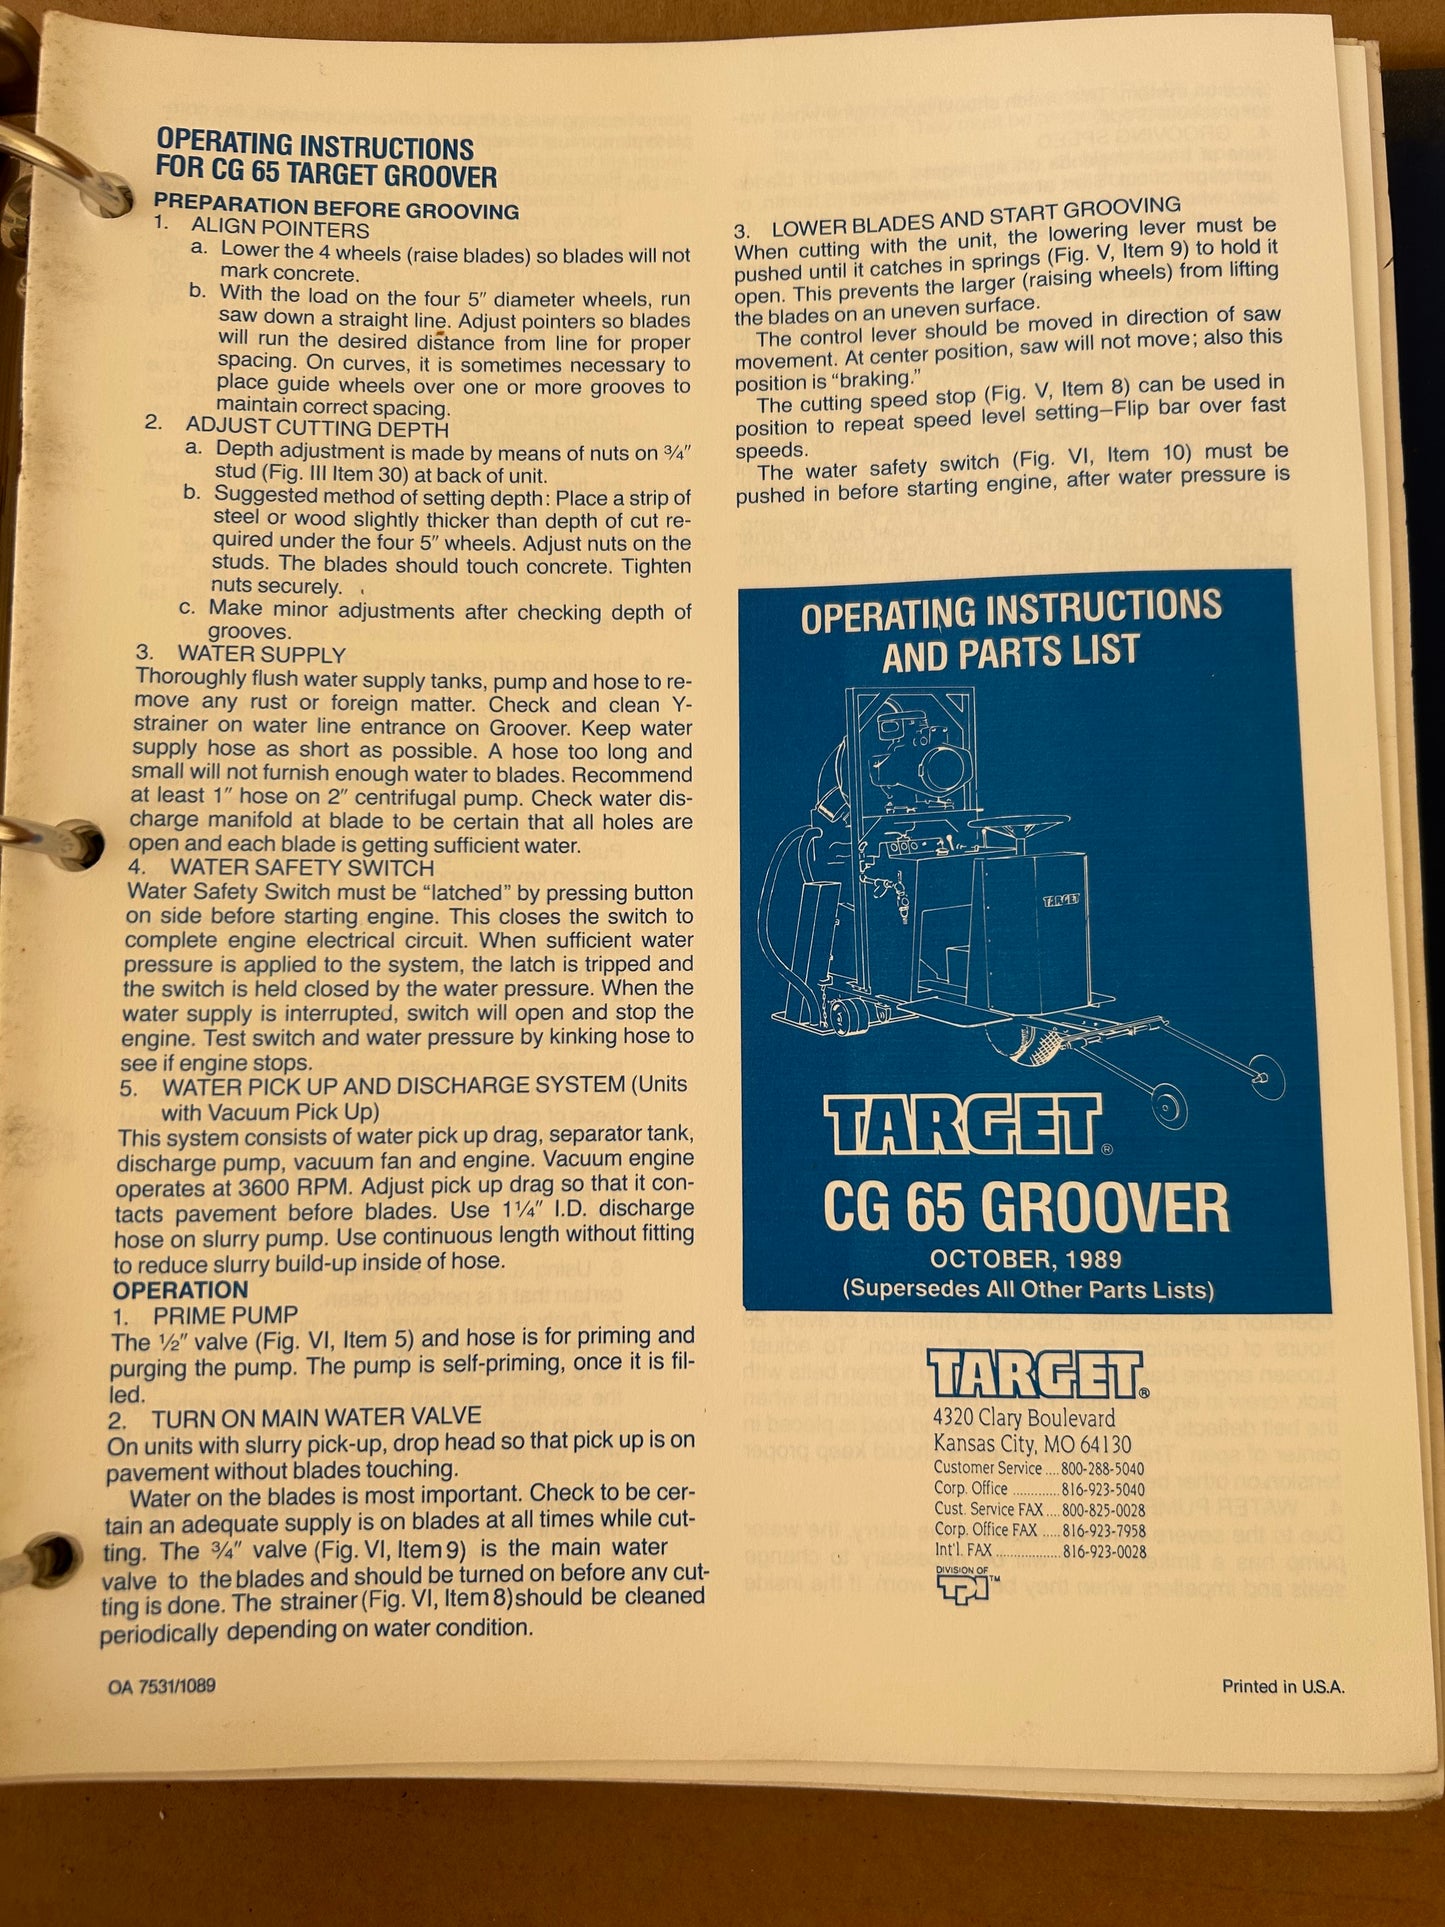 OPERATING INSTRUCTIONS
FOR CG 65 TARGET GROOVER
PREPARATION BEFORE GROOVING
1. ALIGN POINTERS
a. Lower the 4 wheels (raise blades) so blades will not
mark concrete.
b. With the load on the four 5" diameter wheels, run
saw down a straight line. Adjust pointers so blades
will run the desired distance from line for proper
spacing. On curves, it is sometimes necessary to
place guide wheels over one or more grooves to
maintain correct spacing.
2. ADJUST CUTTING DEPTH
a. Depth adjustment is made by means of nuts on ¾"
stud (Fig. III Item 30) at back of unit.
b. Suggested method of setting depth: Place a strip of
steel or wood slightly thicker than depth of cut re-
quired under the four 5" wheels. Adjust nuts on the
studs. The blades should touch concrete. Tighten
nuts securely.
c. Make minor adjustments after checking depth of
grooves.
3. WATER SUPPLY
Thoroughly flush water supply tanks, pump and hose to re-
move any rust or foreign matter. Check and clean Y-
strainer on water line entrance on Groover. Keep water
supply hose as short as possible. A hose too long and
small will not furnish enough water to blades. Recommend
at least 1" hose on 2" centrifugal pump. Check water dis-
charge manifold at blade to be certain that all holes are
open and each blade is getting sufficient water.
4. WATER SAFETY SWITCH
Water Safety Switch must be "latched" by pressing button
on side before starting engine. This closes the switch to
complete engine electrical circuit. When sufficient water
pressure is applied to the system, the latch is tripped and
the switch is held closed by the water pressure. When the
water supply is interrupted, switch will open and stop the
engine. Test switch and water pressure by kinking hose to
see if engine stops.
5. WATER PICK UP AND DISCHARGE SYSTEM (Units
with Vacuum Pick Up)
This system consists of water pick up drag, separator tank,
discharge pump, vacuum fan and engine. Vacuum engine
operates at 3600 RPM. Adjust pick up drag so that it con-
tacts pavement before blades. Use 1¼" I.D. discharge
hose on slurry pump. Use continuous length without fitting
to reduce slurry build-up inside of hose.
OPERATION
1. PRIME PUMP
The ½" valve (Fig. VI, Item 5) and hose is for priming and
purging the pump. The pump is self-priming, once it is fil-
led.
2. TURN ON MAIN WATER VALVE
On units with slurry pick-up, drop head so that pick up is on
pavement without blades touching.
Water on the blades is most important. Check to be cer-
tain an adequate supply is on blades at all times while cut-
ting. The ¾" valve (Fig. VI, Item 9) is the main water
valve to the blades and should be turned on before any cut-
ting is done. The strainer (Fig. VI, Item 8) should be cleaned
periodically depending on water condition.
OA 7531/1089
3. LOWER BLADES AND START GROOVING
When cutting with the unit, the lowering lever must be
pushed until it catches in springs (Fig. V, Item 9) to hold it
open. This prevents the larger (raising wheels) from lifting
the blades on an uneven surface.
The control lever should be moved in direction of saw
movement. At center position, saw will not move; also this
position is "braking."
The cutting speed stop (Fig. V, Item 8) can be used in
position to repeat speed level setting—Flip bar over fast
speeds.
The water safety switch (Fig. VI, Item 10) must be
pushed in before starting engine, after water pressure is
OPERATING INSTRUCTIONS
AND PARTS LIST
TARGET
TARGET®
CG 65 GROOVER
OCTOBER, 1989
(Supersedes All Other Parts Lists)
TARGET®
4320 Clary Boulevard
Kansas City, MO 64130
Customer Service .... 800-288-5040
Corp. Office ............ 816-923-5040
Cust. Service FAX .... 800-825-0028
Corp. Office FAX ..... 816-923-7958
Int'l. FAX ................. 816-923-0028
DIVISION OF
TPI™
Printed in U.S.A.